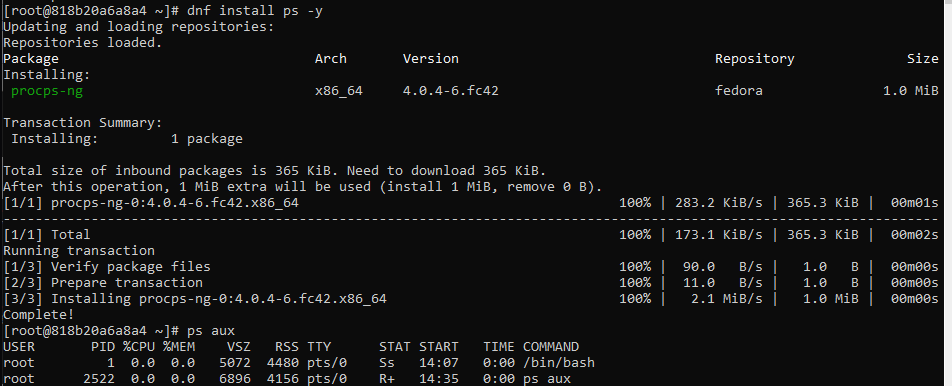 [root@818b20a6a8a4 ~]# dnf install ps -y
Updating and loading repositories:
Repositories loaded.
Package Arch Version Repository Size
Installing:
procps-ng x86_64 4.0.4-6.fc42 fedora 1.0 MiB
Transaction Summary:
Installing: 1 package
Total size of inbound packages is 365 KiB. Need to download 365 KiB.
After this operation, 1 MiB extra will be used (install 1 MiB, remove 0 B).
[1/1] procps-ng-0:4.0.4-6.fc42.x86_64 100% | 283.2 KiB/s | 365.3 KiB | 00m01s
--------------------------------------------------------------------------------
[1/1] Total 100% | 173.1 KiB/s | 365.3 KiB | 00m02s
Running transaction
[1/3] Verify package files 100% | 90.0 B/s | 1.0 B | 00m00s
[2/3] Prepare transaction 100% | 11.0 B/s | 1.0 B | 00m00s
[3/3] Installing procps-ng-0:4.0.4-6.fc42.x86_64 100% | 2.1 MiB/s | 1.0 MiB | 00m00s
Complete!
[root@818b20a6a8a4 ~]# ps aux
USER PID %CPU %MEM VSZ RSS TTY STAT START TIME COMMAND
root 1 0.0 0.0 5072 4480 pts/0 Ss 14:07 0:00 /bin/bash
root 2522 0.0 0.0 6896 4156 pts/0 R+ 14:35 0:00 ps aux